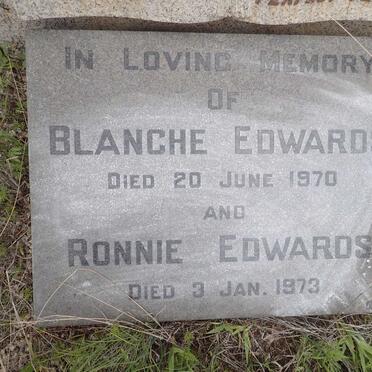 IN LOVING MEMORY
OF
BLANCHE EDWARDS
DIED 20 JUNE 1970
AND
RONNIE EDWARDS
DIED 3 JAN. 1973